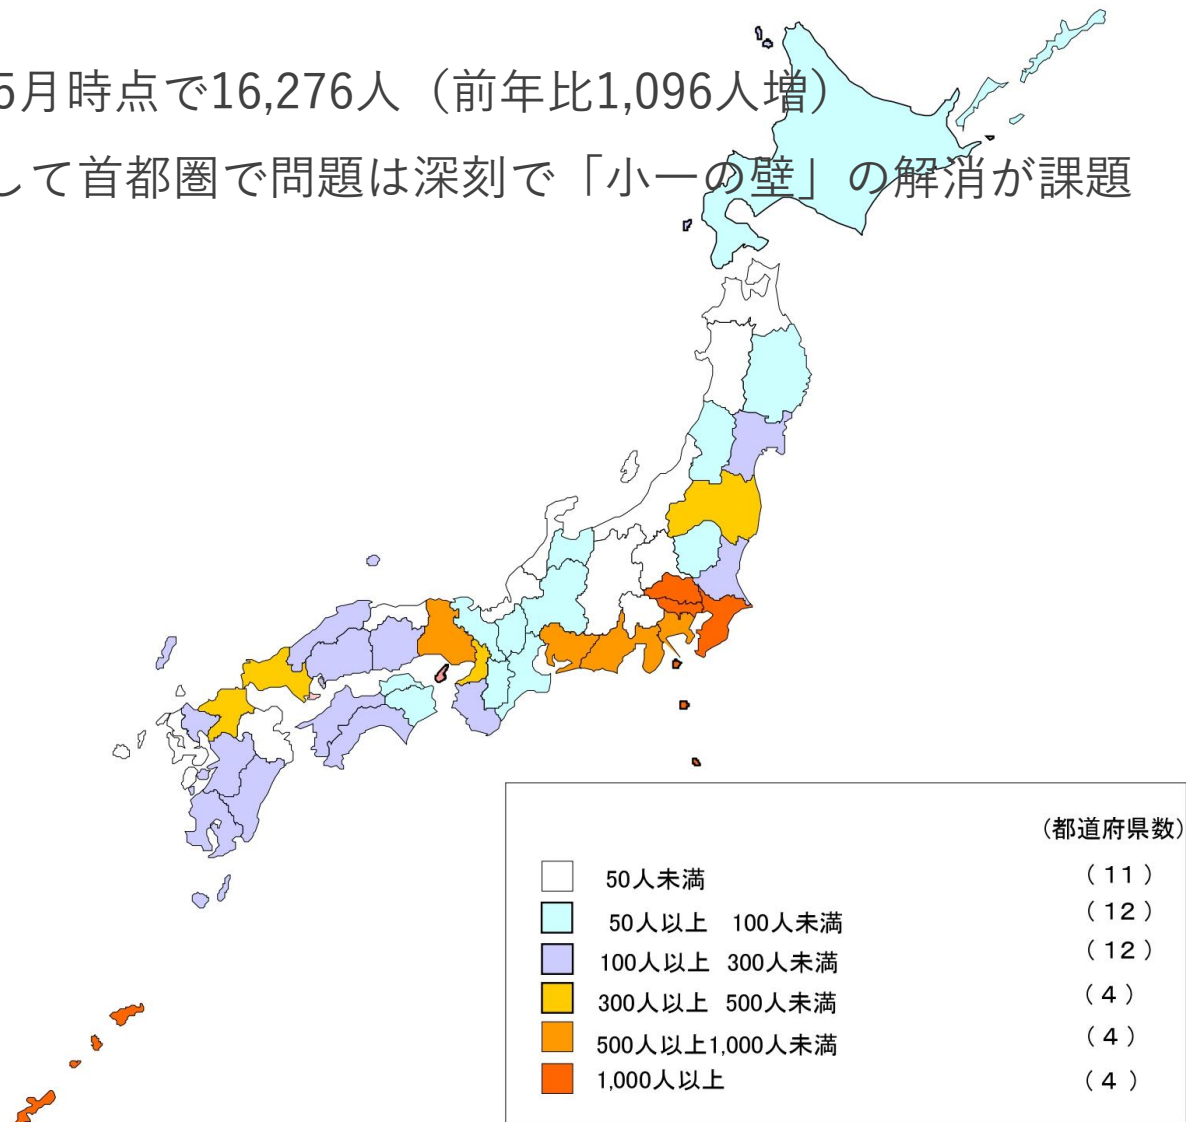 5月時点で16,276人（前年比1,096人増）
して首都圏で問題は深刻で「小一の壁」の解消が課題
（都道府県数）
50人未満 （11）
50人以上 100人未満 （12）
100人以上 300人未満 （12）
300人以上 500人未満 （4）
500人以上1,000人未満 （4）
1,000人以上 （4）